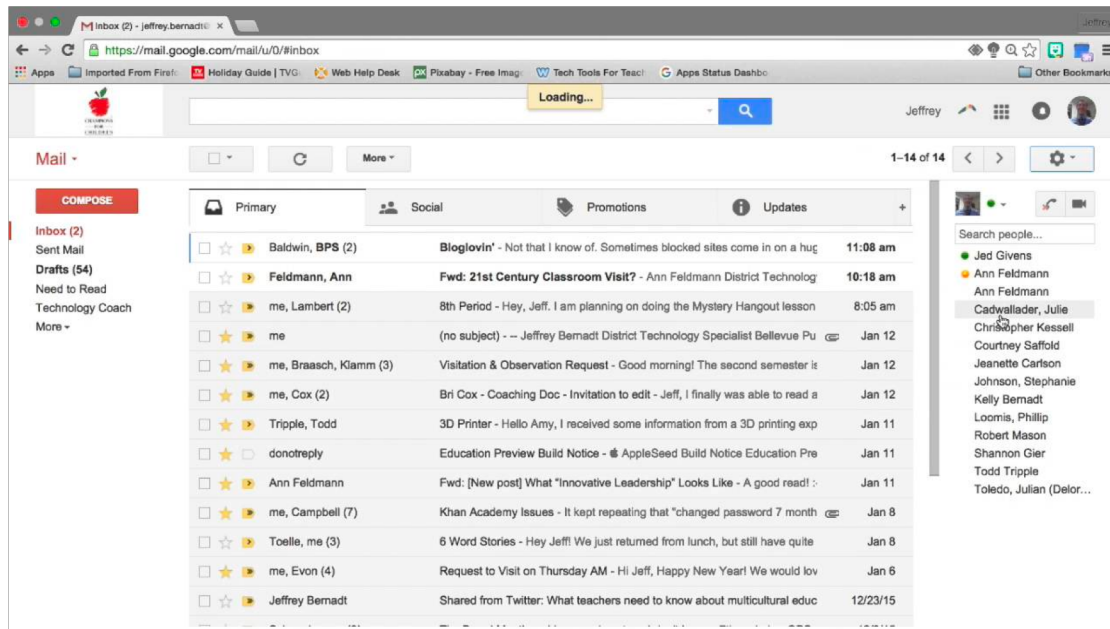 Inbox (2) - jeffrey.bernadt@ ×
Jeffrey
https://mail.google.com/mail/u/0/#inbox
Apps Imported From Firefo Holiday Guide | TVG Web Help Desk Pixabay - Free Image Tech Tools For Teach Apps Status Dashbo Other Bookmarks
Loading...
CHAMPIONS
FOR
CHILDREN
Jeffrey
Mail
More
1–14 of 14
COMPOSE
Primary Social Promotions Updates +
Inbox (2)
Sent Mail
Drafts (54)
Need to Read
Technology Coach
More
Baldwin, BPS (2) Bloglovin' - Not that I know of. Sometimes blocked sites come in on a hug 11:08 am
Feldmann, Ann Fwd: 21st Century Classroom Visit? - Ann Feldmann District Technolog 10:18 am
me, Lambert (2) 8th Period - Hey, Jeff. I am planning on doing the Mystery Hangout lesson 8:05 am
me (no subject) - -- Jeffrey Bernadt District Technology Specialist Bellevue Pu Jan 12
me, Braasch, Klamm (3) Visitation & Observation Request - Good morning! The second semester is Jan 12
me, Cox (2) Bri Cox - Coaching Doc - Invitation to edit - Jeff, I finally was able to read a Jan 12
Tripple, Todd 3D Printer - Hello Amy, I received some information from a 3D printing exp Jan 11
donotreply Education Preview Build Notice - AppleSeed Build Notice Education Pre Jan 11
Ann Feldmann Fwd: [New post] What "Innovative Leadership" Looks Like - A good read! :- Jan 11
me, Campbell (7) Khan Academy Issues - It kept repeating that "changed password 7 month Jan 8
Toelle, me (3) 6 Word Stories - Hey Jeff! We just returned from lunch, but still have quite Jan 8
me, Evon (4) Request to Visit on Thursday AM - Hi Jeff, Happy New Year! We would lov Jan 6
Jeffrey Bernadt Shared from Twitter: What teachers need to know about multicultural educ 12/23/15
Search people...
Jed Givens
Ann Feldmann
Ann Feldmann
Cadwallader, Julie
Christopher Kessell
Courtney Saffold
Jeanette Carlson
Johnson, Stephanie
Kelly Bernadt
Loomis, Phillip
Robert Mason
Shannon Gier
Todd Tripple
Toledo, Julian (Delor...